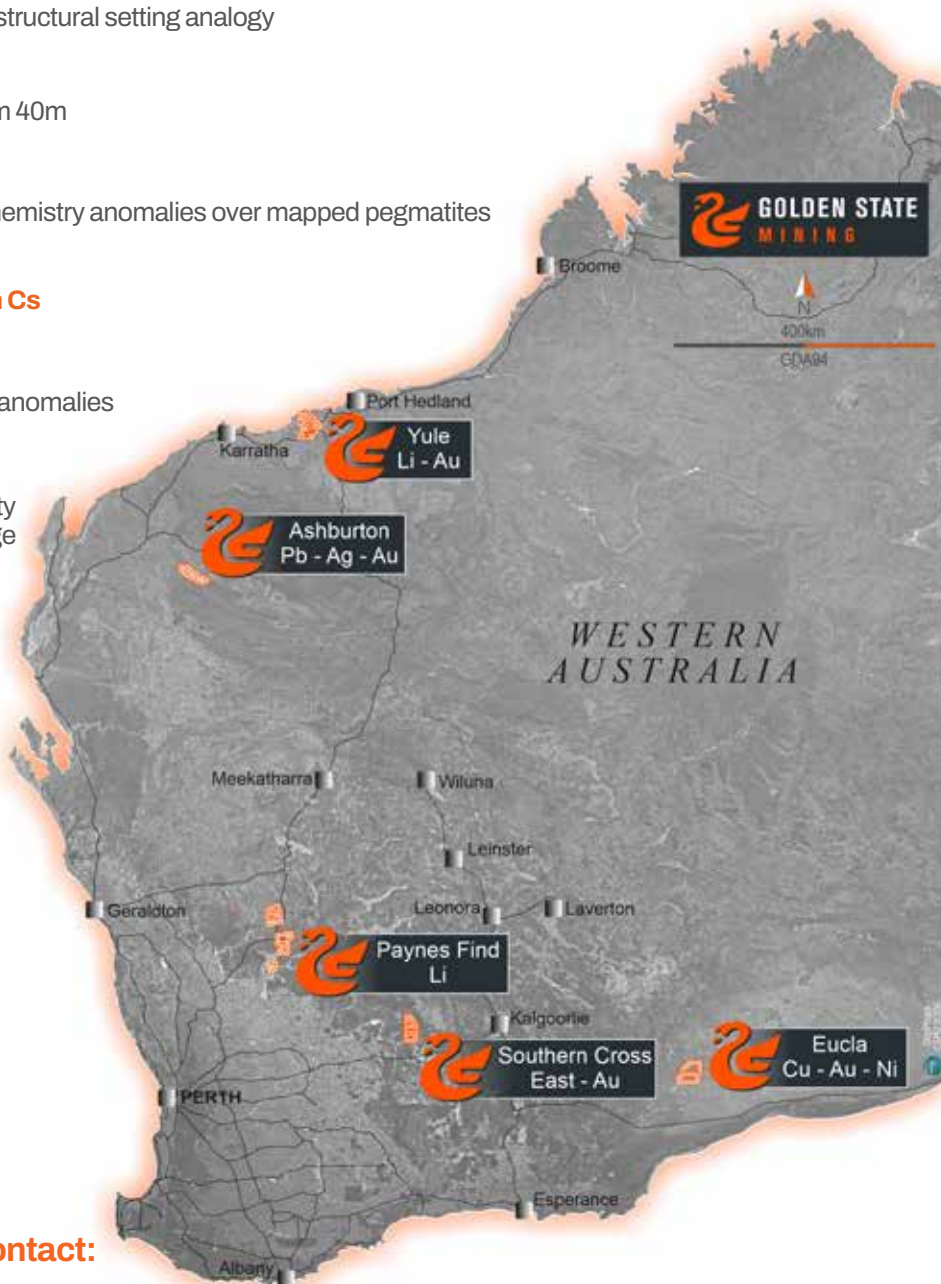 structural setting analogy
m 40m
emistry anomalies over mapped pegmatites
Cs
anomalies
ty
ge
GOLDEN STATE
MINING
Broome
N
400km
GDA94
Port Hedland
Karratha
Yule
Li - Au
Ashburton
Pb - Ag - Au
WESTERN
AUSTRALIA
Meekatharra
Wiluna
Leinster
Geraldton
Leonora
Laverton
Paynes Find
Li
Kalgoorlie
Southern Cross
East - Au
Eucla
Cu - Au - Ni
PERTH
Esperance
ontact:
Albany